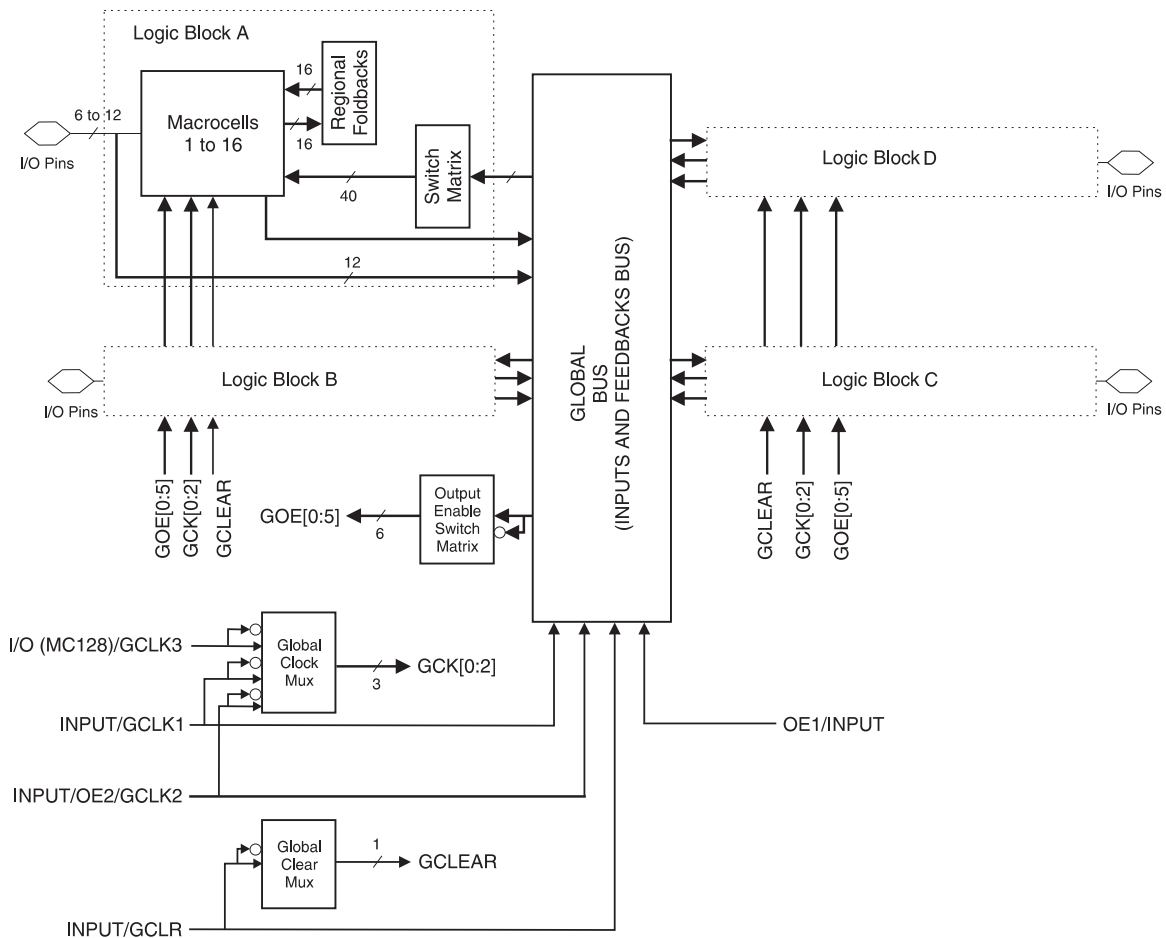 Logic Block A
16
Regional
Foldbacks
6 to 12
Macrocells
1 to 16
16
I/O Pins
Switch
Matrix
40
12
Logic Block D
I/O Pins
GLOBAL
BUS
(INPUTS AND FEEDBACKS BUS)
Logic Block B
I/O Pins
Logic Block C
I/O Pins
GOE[0:5]
GCK[0:2]
GCLEAR
GCLEAR
GCK[0:2]
GOE[0:5]
GOE[0:5]
6
Output
Enable
Switch
Matrix
I/O (MC128)/GCLK3
Global
Clock
Mux
3
GCK[0:2]
INPUT/GCLK1
OE1/INPUT
INPUT/OE2/GCLK2
Global
Clear
Mux
1
GCLEAR
INPUT/GCLR